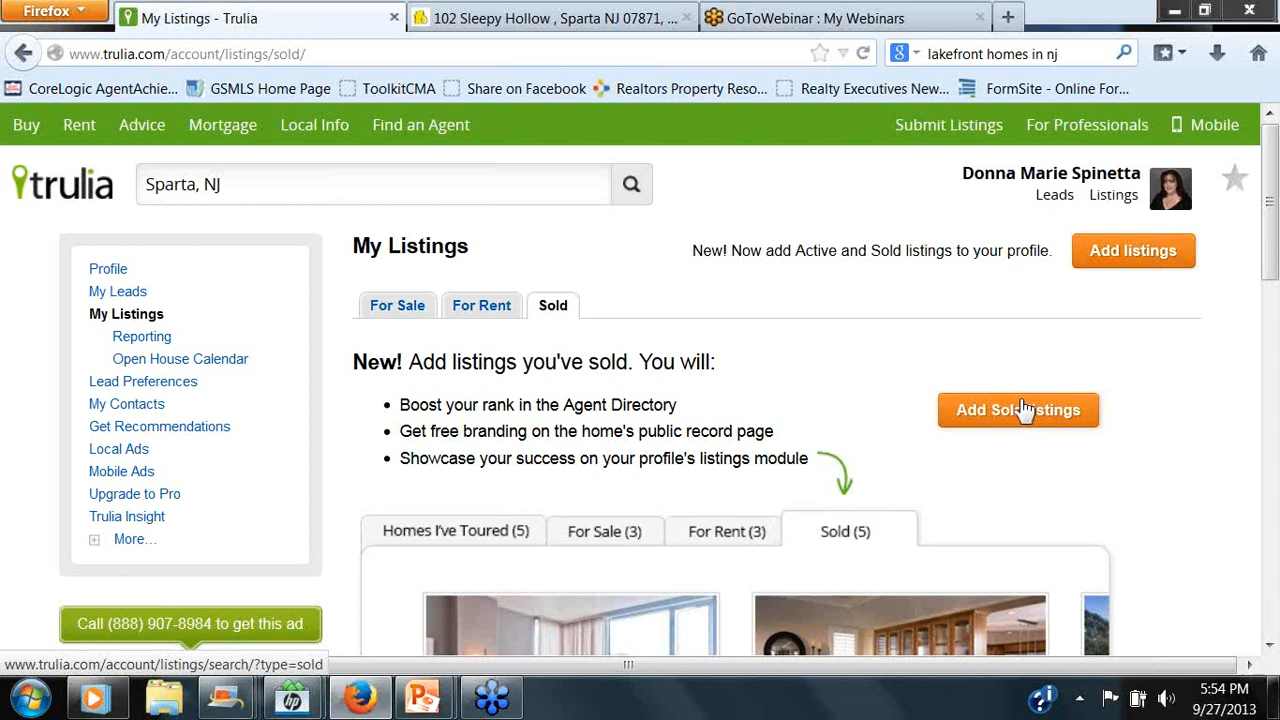 Firefox
My Listings - Trulia
102 Sleepy Hollow , Sparta NJ 07871, ...
GoToWebinar : My Webinars
www.trulia.com/account/listings/sold/
lakefront homes in nj
CoreLogic AgentAchie...
GSMLS Home Page
ToolkitCMA
Share on Facebook
Realtors Property Reso...
Realty Executives New...
FormSite - Online For...
Buy
Rent
Advice
Mortgage
Local Info
Find an Agent
Submit Listings
For Professionals
Mobile
trulia
Sparta, NJ
Donna Marie Spinetta
Leads
Listings
Profile
My Leads
My Listings
Reporting
Open House Calendar
Lead Preferences
My Contacts
Get Recommendations
Local Ads
Mobile Ads
Upgrade to Pro
Trulia Insight
More...
Call (888) 907-8984 to get this ad
My Listings
New! Now add Active and Sold listings to your profile.
Add listings
For Sale
For Rent
Sold
New! Add listings you've sold. You will:
• Boost your rank in the Agent Directory
• Get free branding on the home's public record page
• Showcase your success on your profile's listings module
Add Sold Listings
Homes I've Toured (5)
For Sale (3)
For Rent (3)
Sold (5)
www.trulia.com/account/listings/search/?type=sold
5:54 PM
9/27/2013